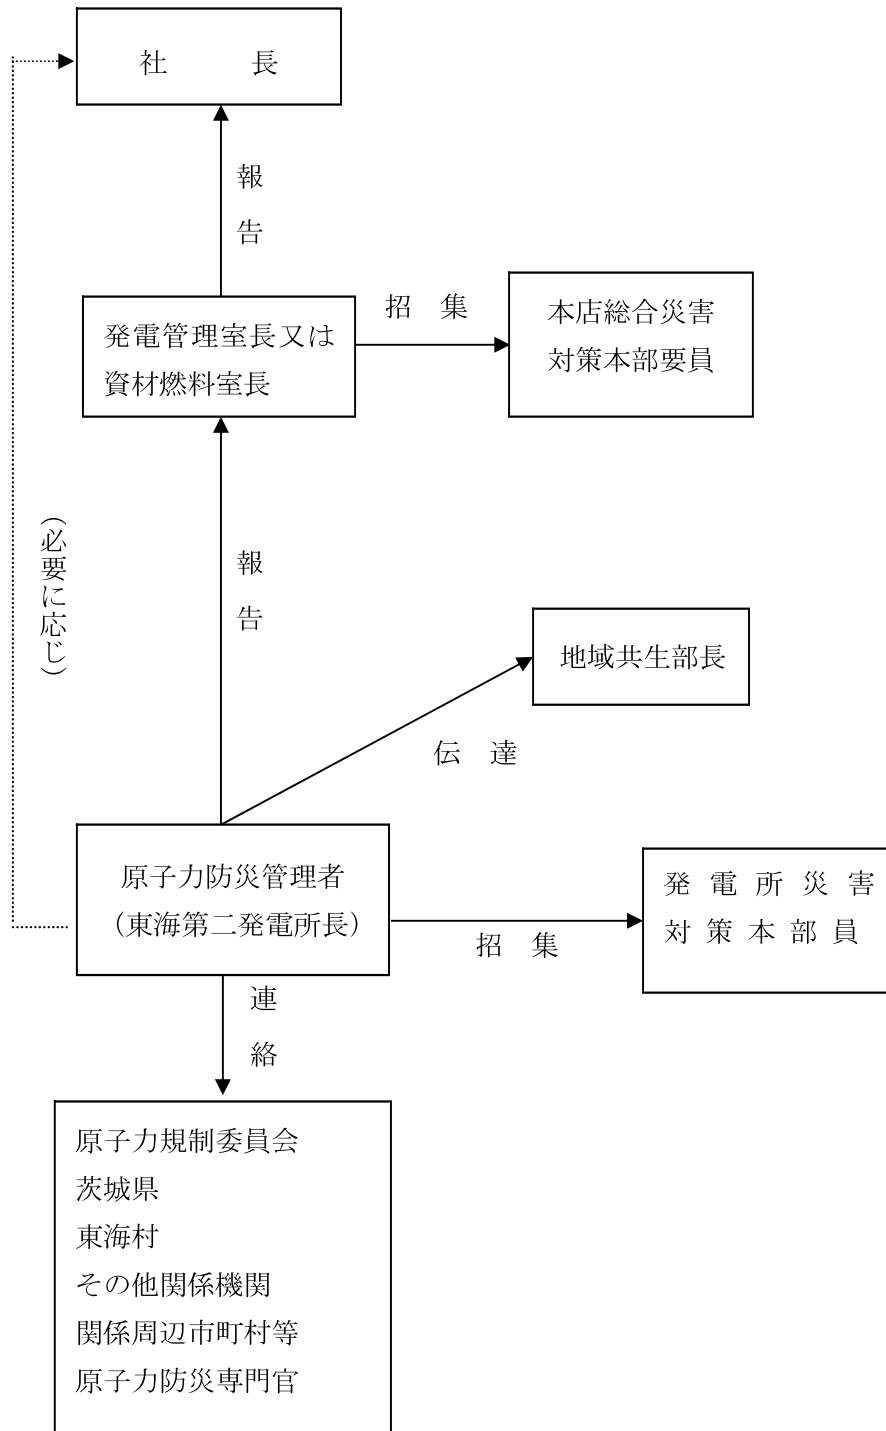 社　　　長
報
告
招　集
発電管理室長又は
資材燃料室長
本店総合災害
対策本部要員
（必要に応じ）
報
告
地域共生部長
伝　達
原子力防災管理者
（東海第二発電所長）
招　集
発電所災害
対策本部員
連
絡
原子力規制委員会
茨城県
東海村
その他関係機関
関係周辺市町村等
原子力防災専門官